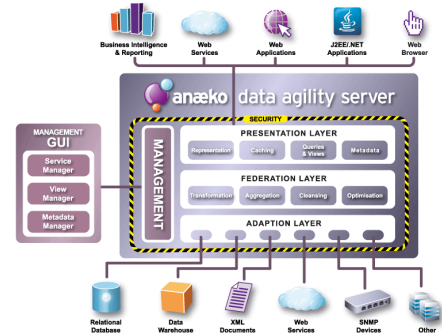 Business Intelligence
& Reporting
Web
Services
Web
Applications
J2EE/.NET
Applications
Web
Browser
anæko data agility server
SECURITY
MANAGEMENT
GUI
Service
Manager
View
Manager
Metadata
Manager
MANAGEMENT
PRESENTATION LAYER
Representation
Caching
Queries
& Views
Metadata
FEDERATION LAYER
Transformation
Aggregation
Cleansing
Optimisation
ADAPTION LAYER
Relational
Database
Data
Warehouse
XML
Documents
Web
Services
SNMP
Devices
Other